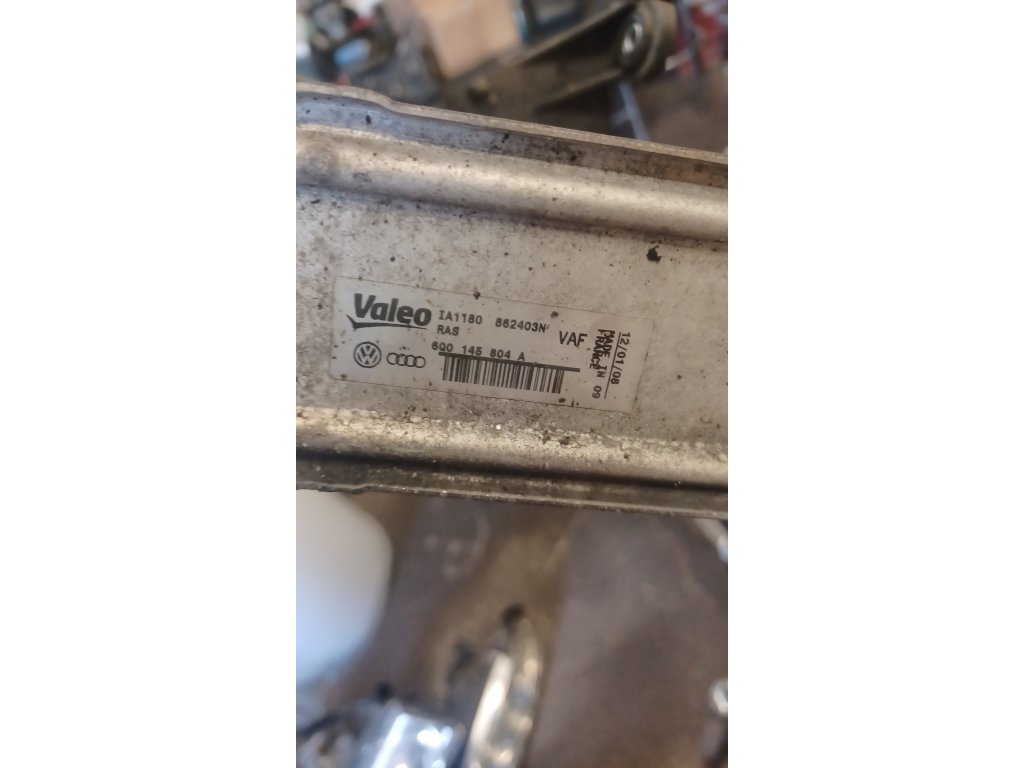 Valeo
IA1180 862403N
RAS
VAF
6Q0 145 804 A
12/01/08
MADE IN
FRANCE
09